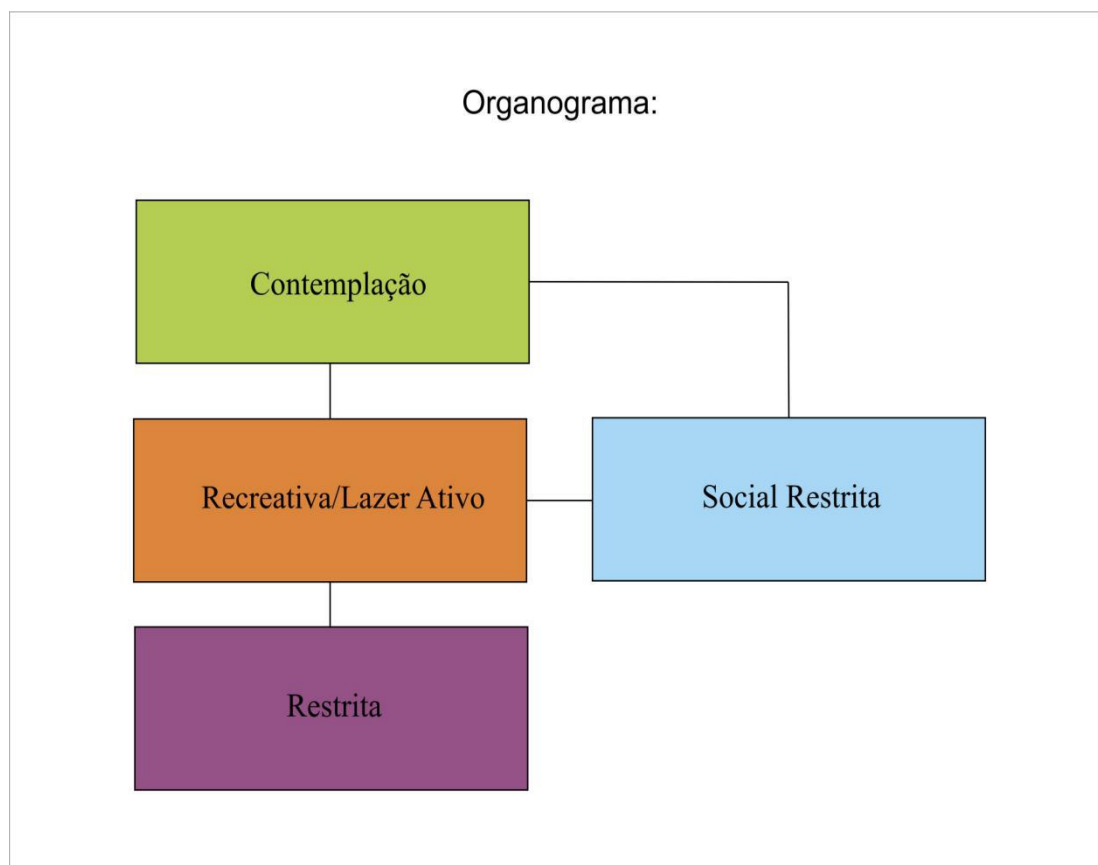 Organograma:
Contemplação
Recreativa/Lazer Ativo
Social Restrita
Restrita